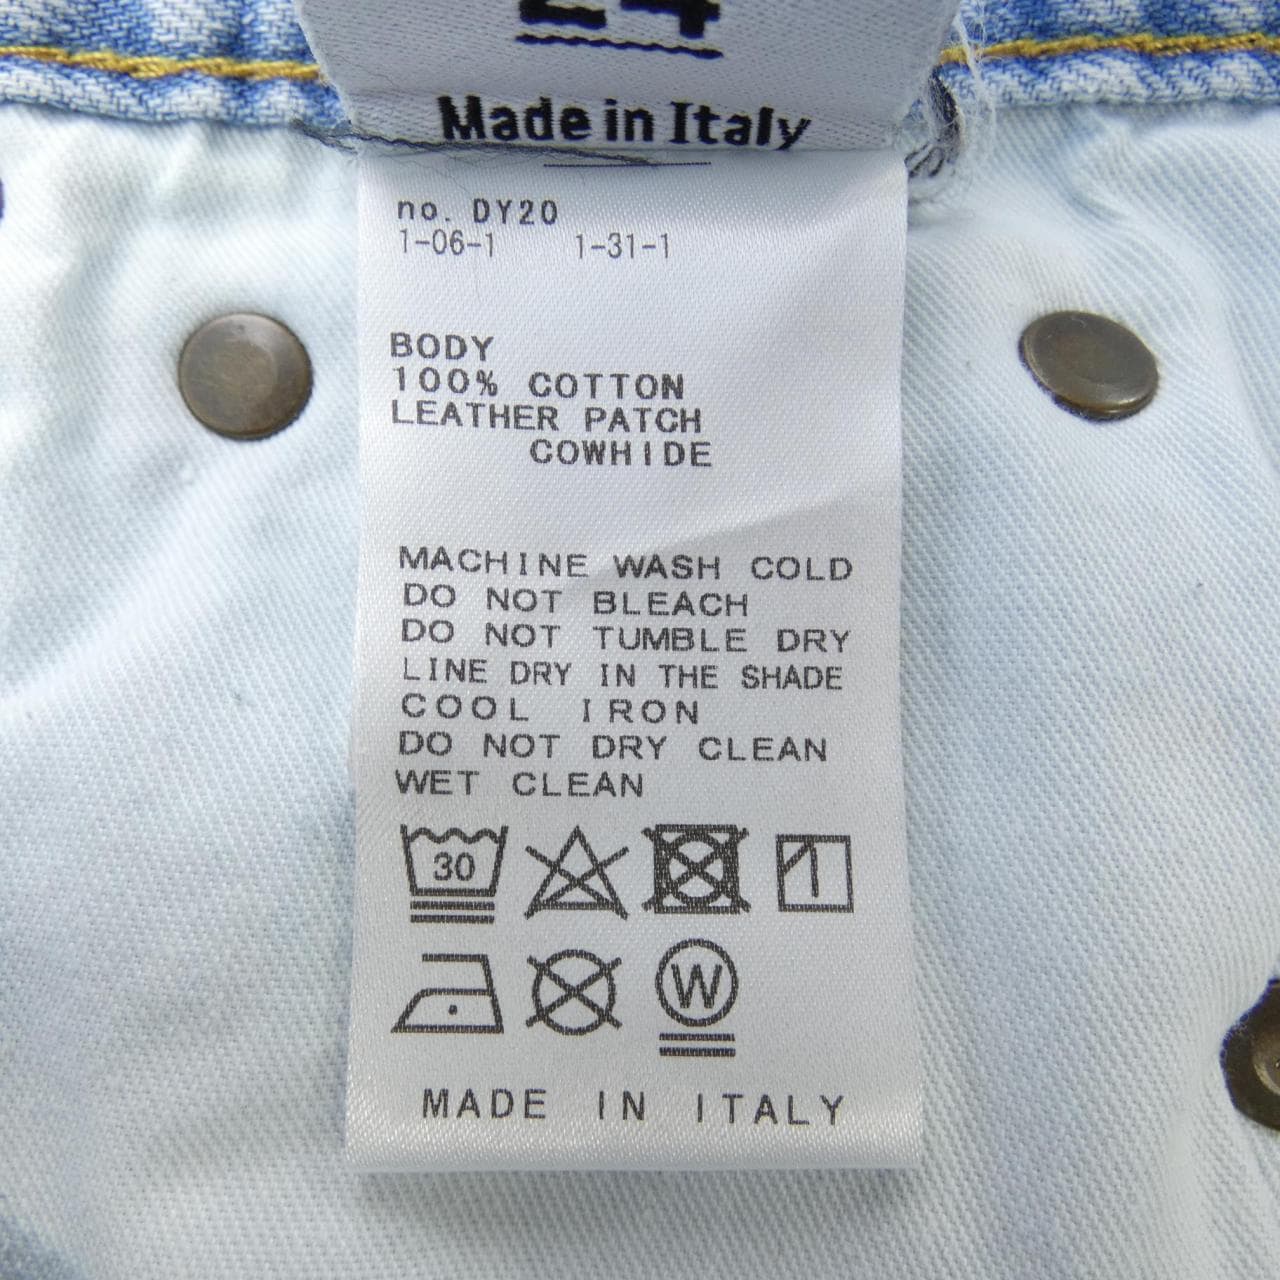 24
Made in Italy
no. DY20
1-06-1 1-31-1
BODY
100% COTTON
LEATHER PATCH
COWHIDE
MACHINE WASH COLD
DO NOT BLEACH
DO NOT TUMBLE DRY
LINE DRY IN THE SHADE
COOL IRON
DO NOT DRY CLEAN
WET CLEAN
30
W
MADE IN ITALY